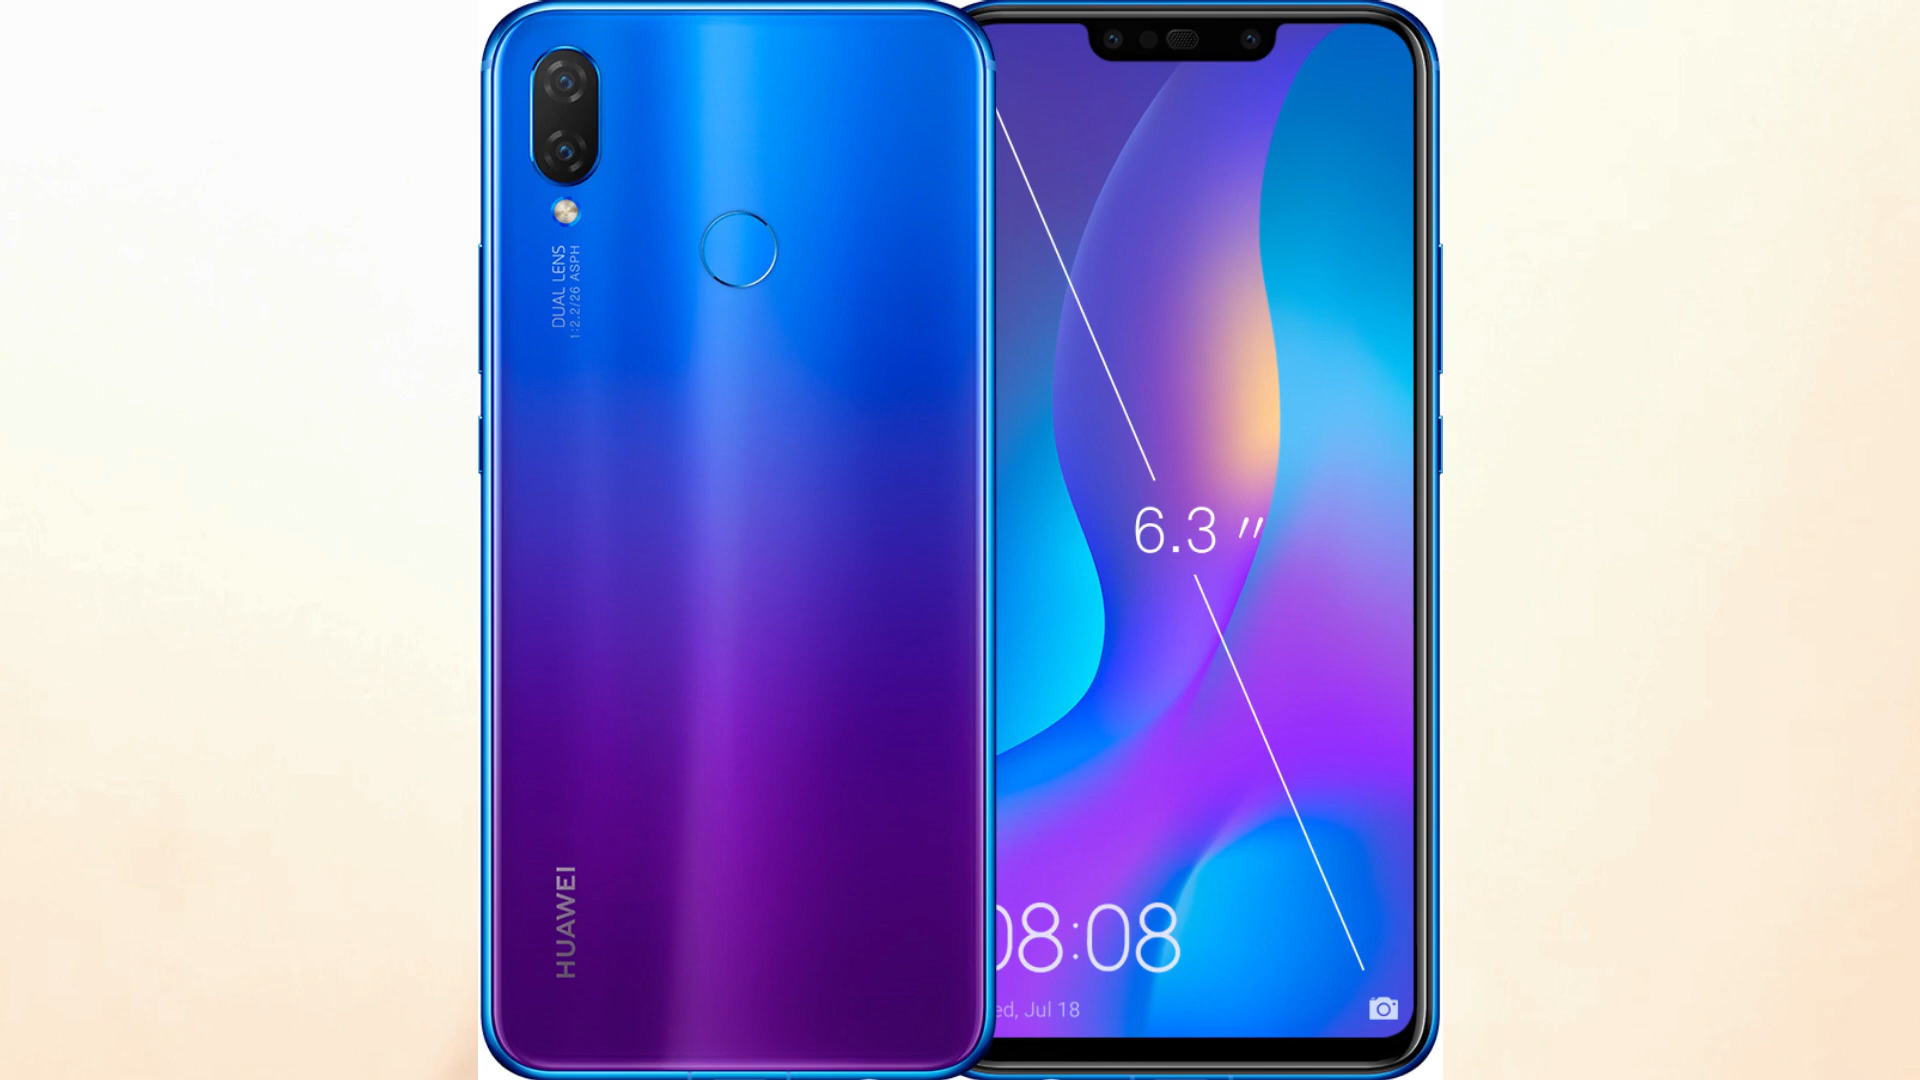 DUAL LENS
1:2.2/26 ASPH
HUAWEI
6.3 "
08:08
ed, Jul 18